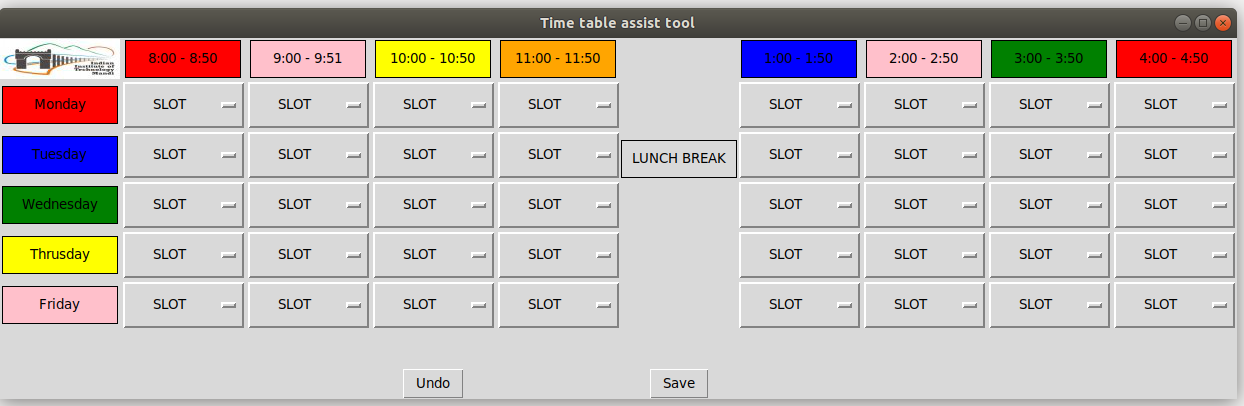 Time table assist tool
Indian
Institute of
Technology
Mandi
8:00 - 8:50 9:00 - 9:51 10:00 - 10:50 11:00 - 11:50 1:00 - 1:50 2:00 - 2:50 3:00 - 3:50 4:00 - 4:50
Monday SLOT SLOT SLOT SLOT SLOT SLOT SLOT SLOT
Tuesday SLOT SLOT SLOT SLOT LUNCH BREAK SLOT SLOT SLOT SLOT
Wednesday SLOT SLOT SLOT SLOT SLOT SLOT SLOT SLOT
Thrusday SLOT SLOT SLOT SLOT SLOT SLOT SLOT SLOT
Friday SLOT SLOT SLOT SLOT SLOT SLOT SLOT SLOT
Undo Save